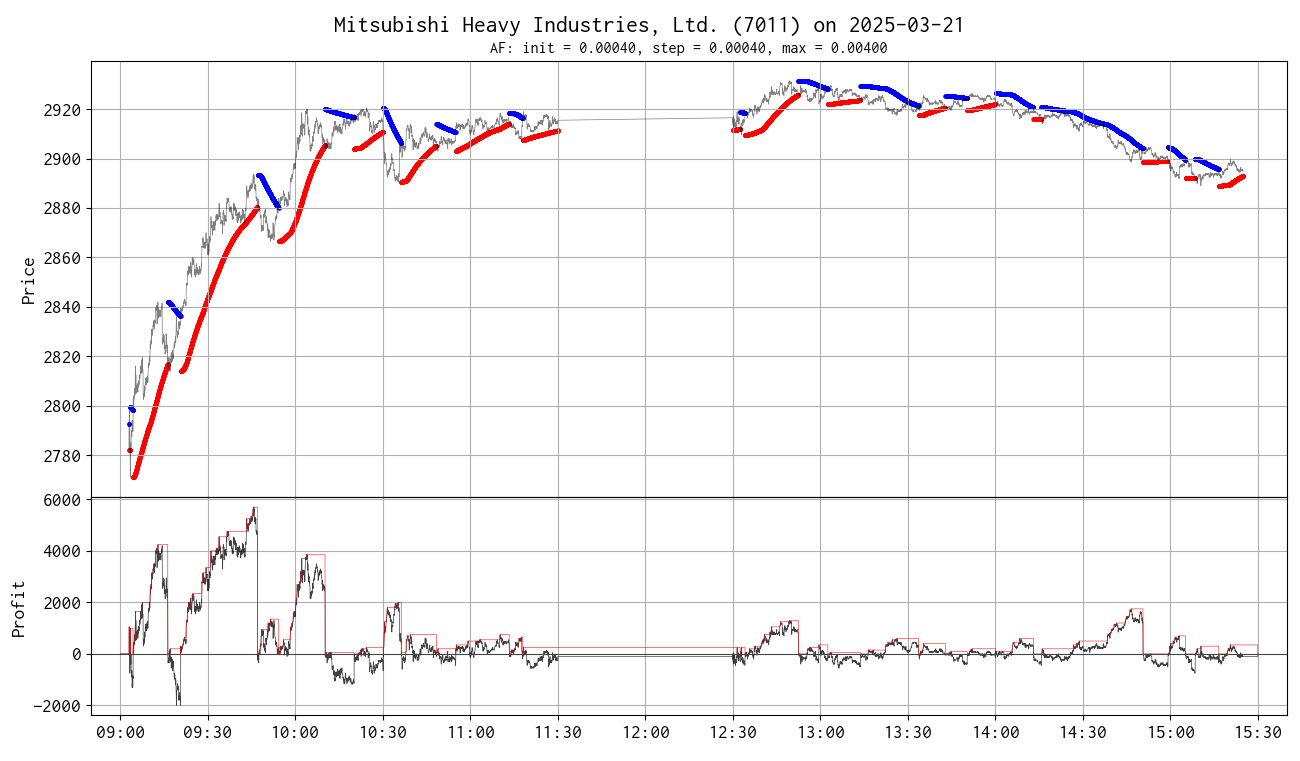 Mitsubishi Heavy Industries, Ltd. (7011) on 2025-03-21
AF: init = 0.00040, step = 0.00040, max = 0.00400
Price
2920
2900
2880
2860
2840
2820
2800
2780
Profit
6000
4000
2000
0
−2000
09:00 09:30 10:00 10:30 11:00 11:30 12:00 12:30 13:00 13:30 14:00 14:30 15:00 15:30